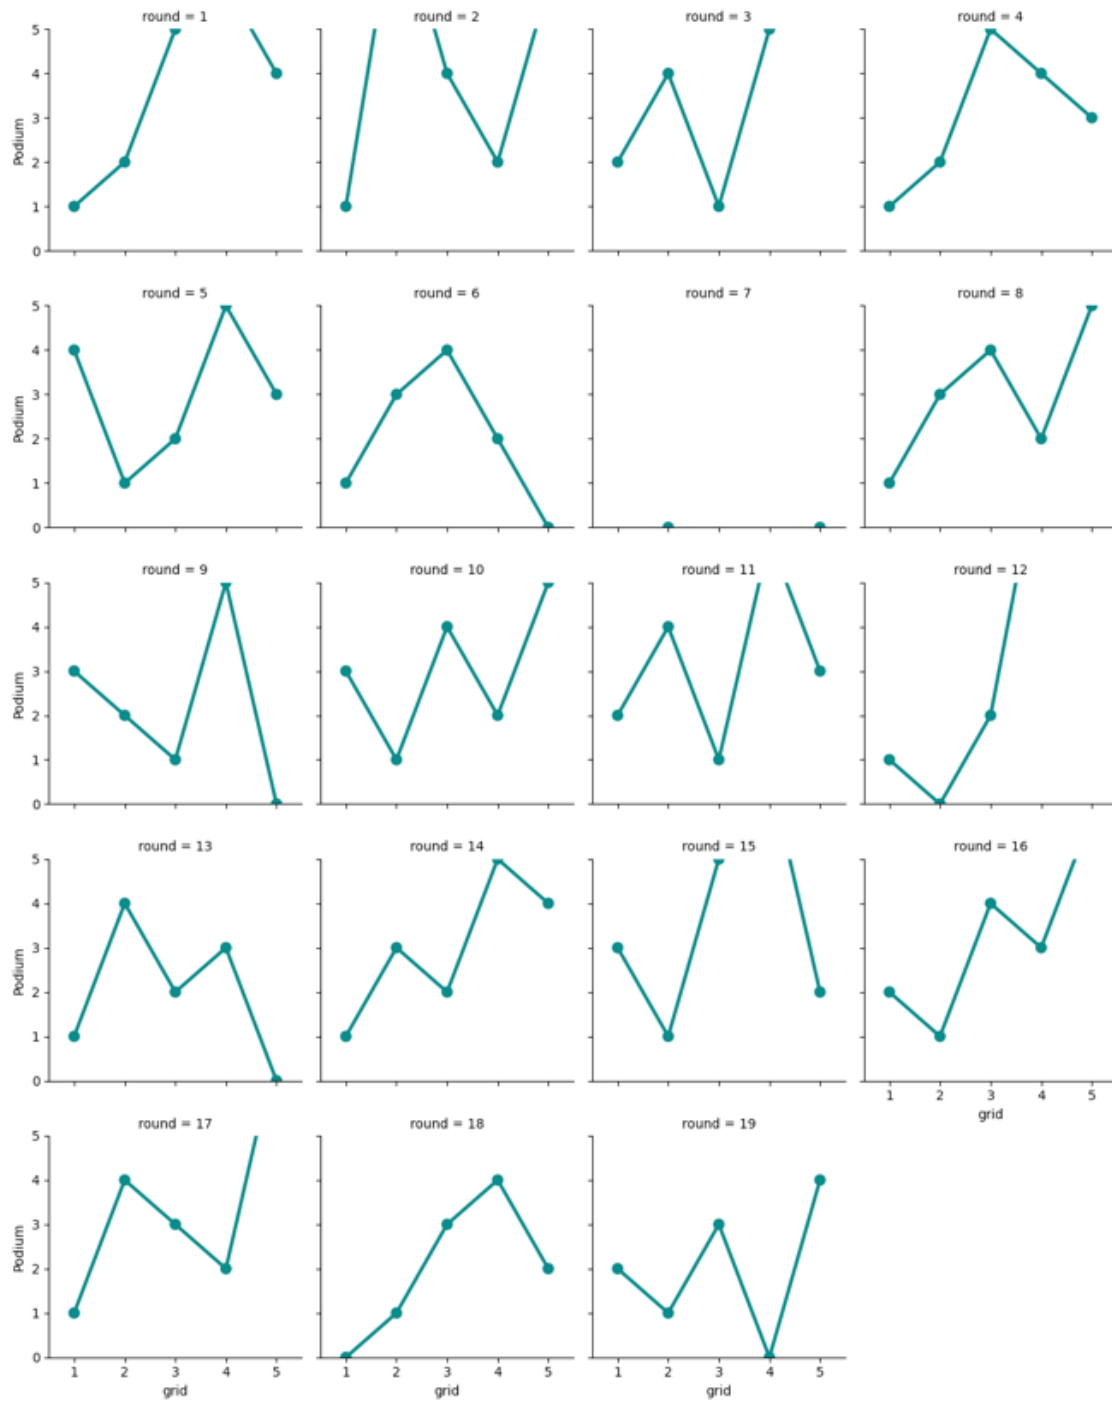 round = 1 round = 2 round = 3 round = 4
5
4
3
2
1
0
Podium
round = 5 round = 6 round = 7 round = 8
5
4
3
2
1
0
Podium
round = 9 round = 10 round = 11 round = 12
5
4
3
2
1
0
Podium
round = 13 round = 14 round = 15 round = 16
5
4
3
2
1
0
Podium
1 2 3 4 5
grid
round = 17 round = 18 round = 19
5
4
3
2
1
0
Podium
1 2 3 4 5 1 2 3 4 5 1 2 3 4 5
grid grid grid